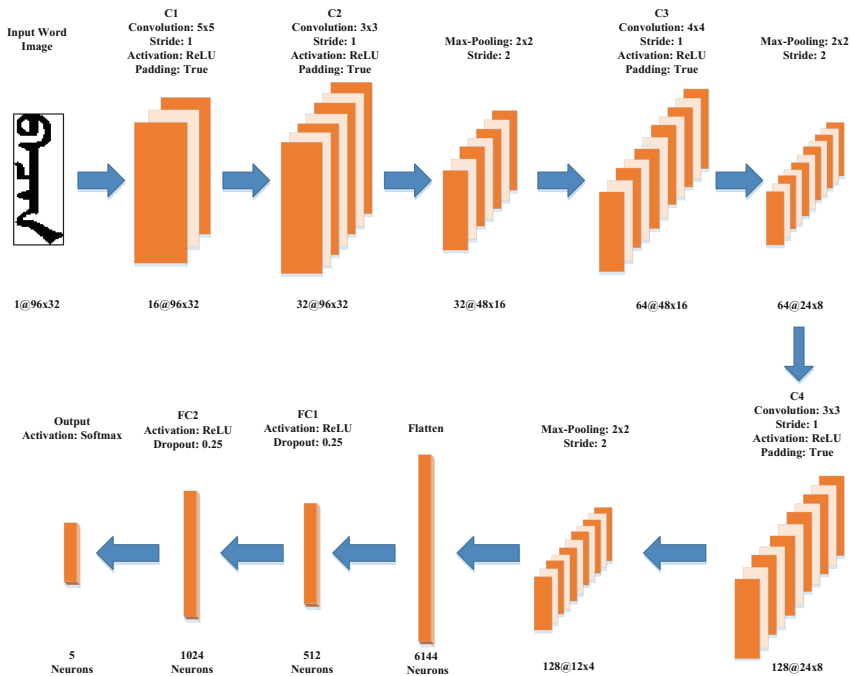 Input Word
Image
C1
Convolution: 5x5
Stride: 1
Activation: ReLU
Padding: True
C2
Convolution: 3x3
Stride: 1
Activation: ReLU
Padding: True
Max-Pooling: 2x2
Stride: 2
C3
Convolution: 4x4
Stride: 1
Activation: ReLU
Padding: True
Max-Pooling: 2x2
Stride: 2
1@96x32
16@96x32
32@96x32
32@48x16
64@48x16
64@24x8
Output
Activation: Softmax
FC2
Activation: ReLU
Dropout: 0.25
FC1
Activation: ReLU
Dropout: 0.25
Flatten
Max-Pooling: 2x2
Stride: 2
C4
Convolution: 3x3
Stride: 1
Activation: ReLU
Padding: True
5
Neurons
1024
Neurons
512
Neurons
6144
Neurons
128@12x4
128@24x8